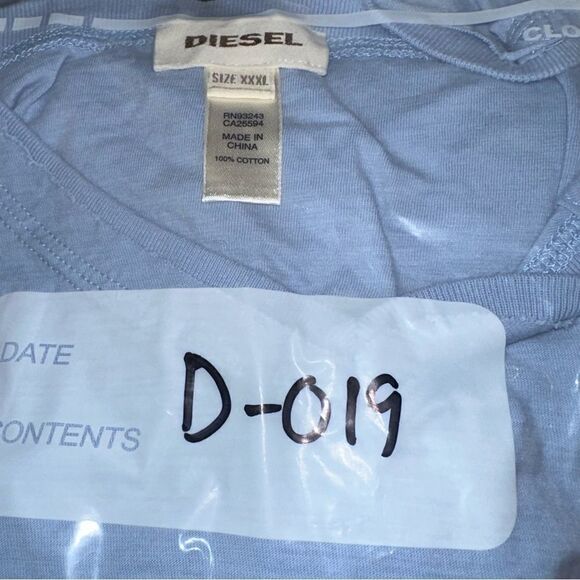 CLO
DIESEL
SIZE XXXL
RN93243
CA25594
MADE IN
CHINA
100% COTTON
DATE
D-019
CONTENTS